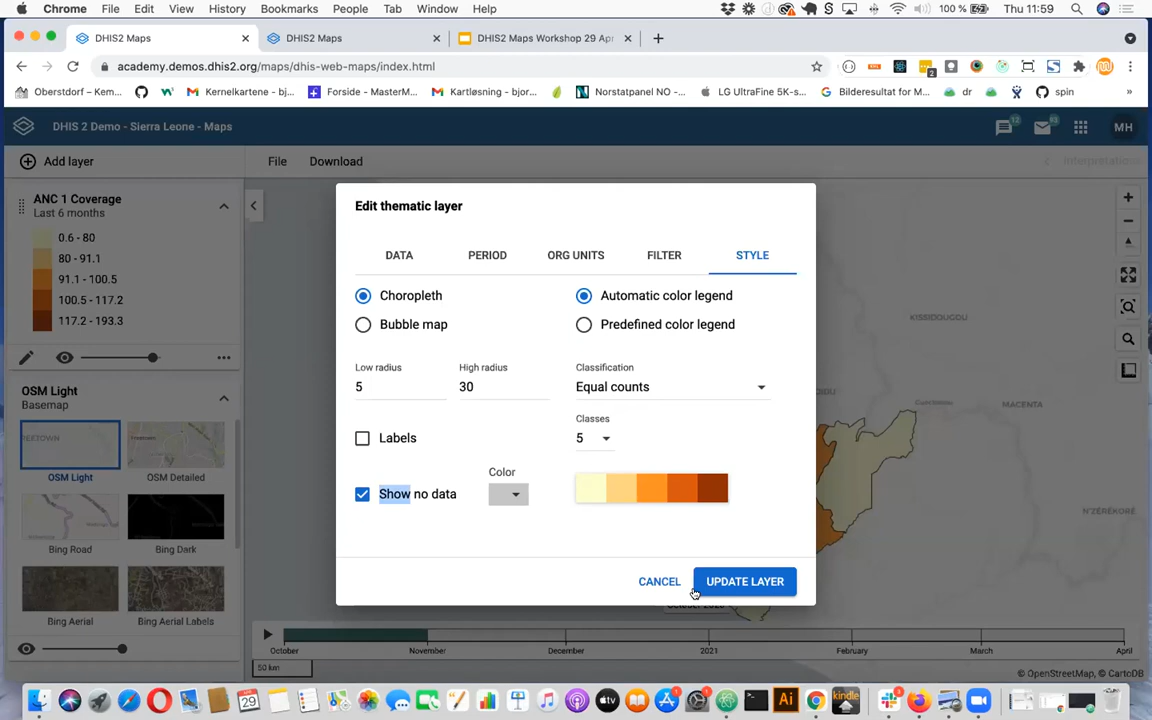 Chrome File Edit View History Bookmarks People Tab Window Help 100 % Thu 11:59
DHIS2 Maps
DHIS2 Maps
DHIS2 Maps Workshop 29 Apr
academy.demos.dhis2.org/maps/dhis-web-maps/index.html
2
Oberstdorf – Kem...
Kernelkartene - bj...
Forside - MasterM...
Kartløsning - bjor...
Norstatpanel NO -...
LG UltraFine 5K-s...
Bilderesultat for M...
dr
spin
»
DHIS 2 Demo - Sierra Leone - Maps
12
MH
Add layer
File
Download
Interpretations
ANC 1 Coverage
Last 6 months
0.6 - 80
80 - 91.1
91.1 - 100.5
100.5 - 117.2
117.2 - 193.3
OSM Light
Basemap
OSM Light
OSM Detailed
Bing Road
Bing Dark
Bing Aerial
Bing Aerial Labels
Edit thematic layer
DATA
PERIOD
ORG UNITS
FILTER
STYLE
Choropleth
Automatic color legend
Bubble map
Predefined color legend
Low radius
High radius
Classification
5
30
Equal counts
Classes
Labels
5
Color
Show no data
CANCEL
UPDATE LAYER
KISSIDOUGOU
MACENTA
N'ZÉRÉKORÉ
October
November
December
2021
February
March
April
50 km
© OpenStreetMap, © CartoDB
29
kindle